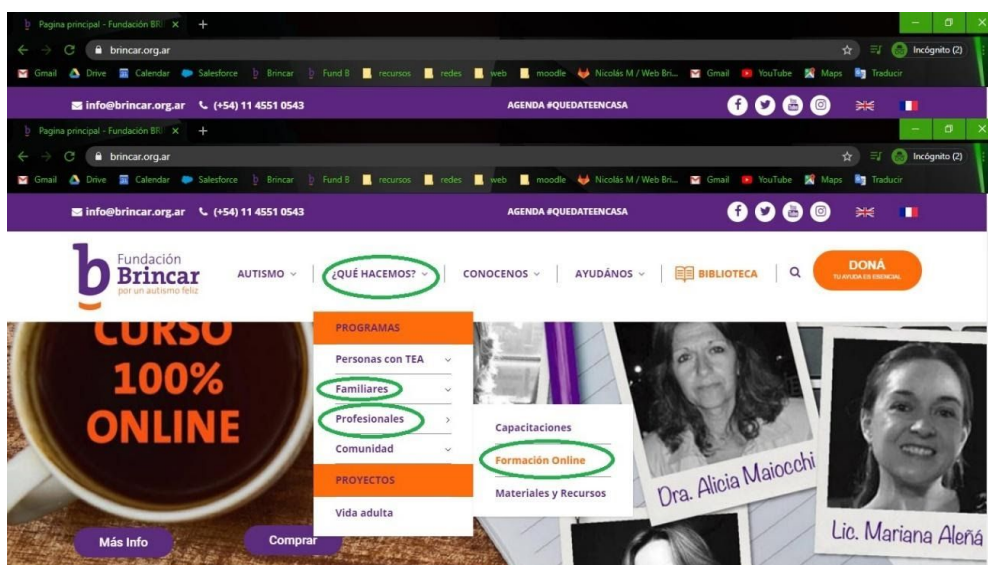 Pagina principal - Fundación BRI
brincar.org.ar
Incógnito (2)
Gmail Drive Calendar Salesforce Brincar Fund B recursos redes web moodle Nicolás M / Web Bri... Gmail YouTube Maps Traducir
info@brincar.org.ar (+54) 11 4551 0543 AGENDA #QUEDATEENCASA
Pagina principal - Fundación BRI
brincar.org.ar
Incógnito (2)
Gmail Drive Calendar Salesforce Brincar Fund B recursos redes web moodle Nicolás M / Web Bri... Gmail YouTube Maps Traducir
info@brincar.org.ar (+54) 11 4551 0543 AGENDA #QUEDATEENCASA
Fundación
Brincar
por un autismo feliz
AUTISMO ¿QUÉ HACEMOS? CONOCENOS AYUDÁNOS BIBLIOTECA
DONÁ
TU AYUDA ES ESENCIAL
CURSO
100%
ONLINE
Más Info Comprar
PROGRAMAS
Personas con TEA
Familiares
Profesionales
Comunidad
PROYECTOS
Vida adulta
Capacitaciones
Formación Online
Materiales y Recursos
Dra. Alicia Maiocchi
Lic. Mariana Aleñá